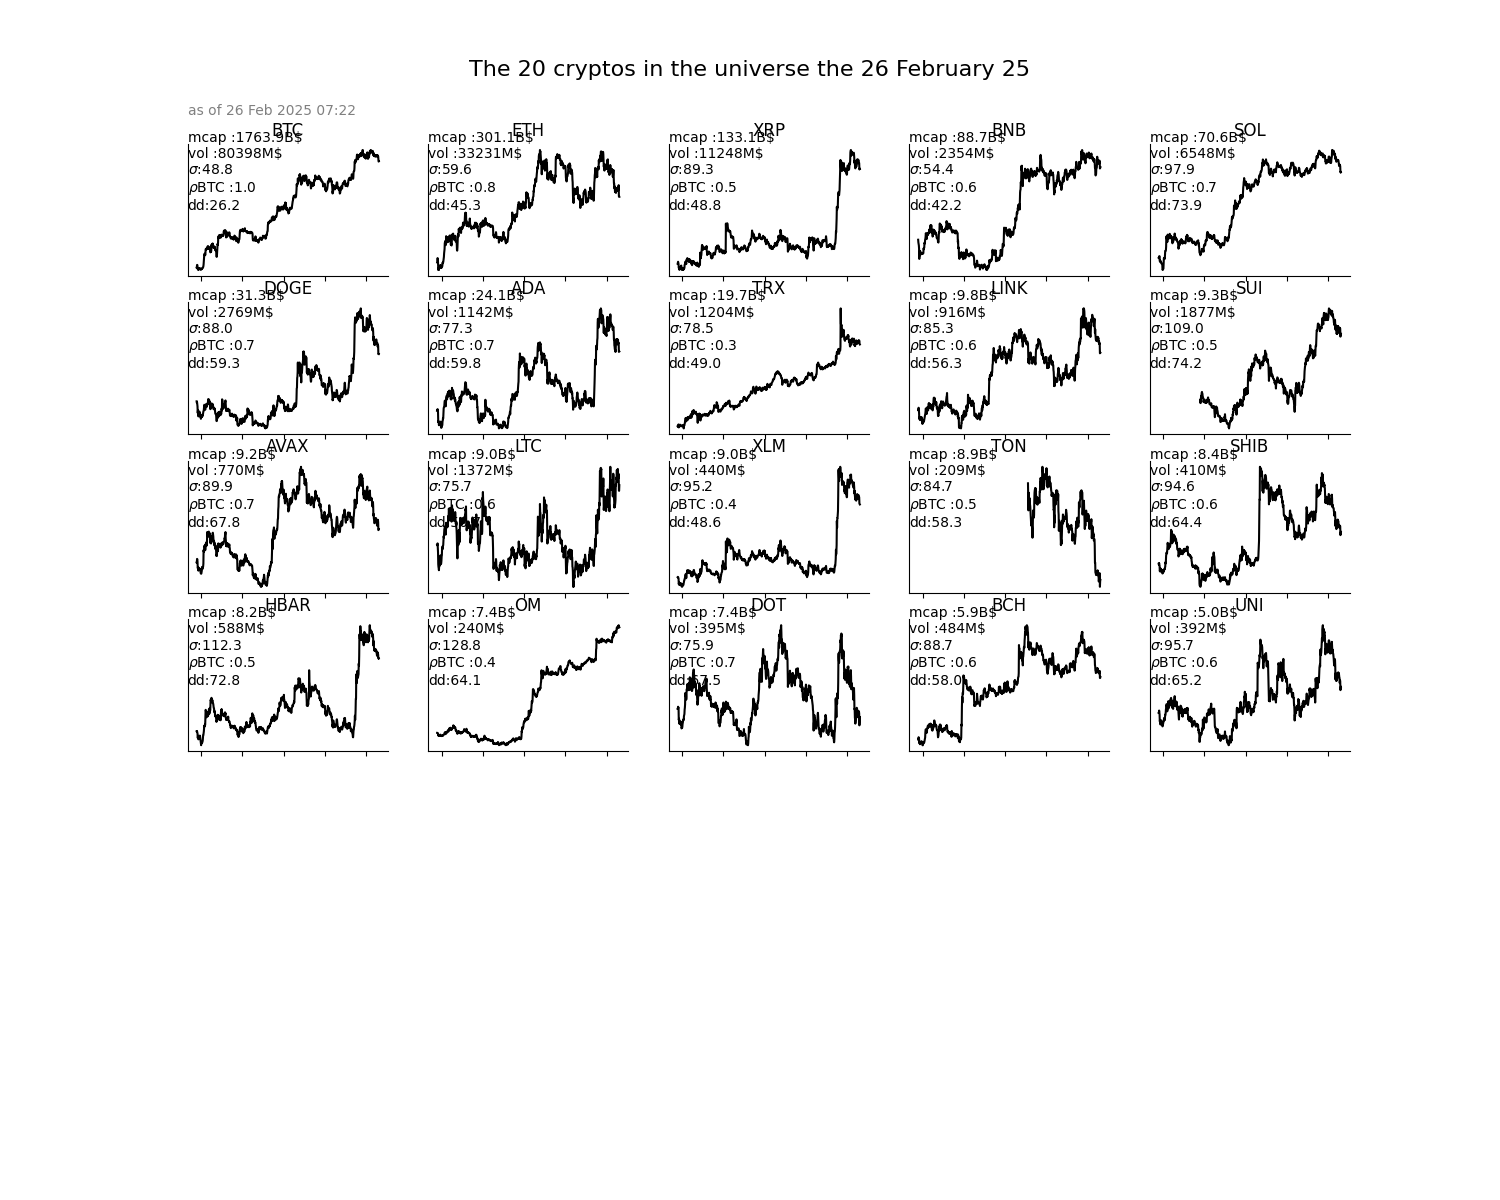 The 20 cryptos in the universe the 26 February 25
as of 26 Feb 2025 07:22
BTC
mcap :1763.9B$
vol :80398M$
σ:48.8
ρBTC :1.0
dd:26.2
ETH
mcap :301.1B$
vol :33231M$
σ:59.6
ρBTC :0.8
dd:45.3
XRP
mcap :133.1B$
vol :11248M$
σ:89.3
ρBTC :0.5
dd:48.8
BNB
mcap :88.7B$
vol :2354M$
σ:54.4
ρBTC :0.6
dd:42.2
SOL
mcap :70.6B$
vol :6548M$
σ:97.9
ρBTC :0.7
dd:73.9
DOGE
mcap :31.3B$
vol :2769M$
σ:88.0
ρBTC :0.7
dd:59.3
ADA
mcap :24.1B$
vol :1142M$
σ:77.3
ρBTC :0.7
dd:59.8
TRX
mcap :19.7B$
vol :1204M$
σ:78.5
ρBTC :0.3
dd:49.0
LINK
mcap :9.8B$
vol :916M$
σ:85.3
ρBTC :0.6
dd:56.3
SUI
mcap :9.3B$
vol :1877M$
σ:109.0
ρBTC :0.5
dd:74.2
AVAX
mcap :9.2B$
vol :770M$
σ:89.9
ρBTC :0.7
dd:67.8
LTC
mcap :9.0B$
vol :1372M$
σ:75.7
ρBTC :0.6
XLM
mcap :9.0B$
vol :440M$
σ:95.2
ρBTC :0.4
dd:48.6
TON
mcap :8.9B$
vol :209M$
σ:84.7
ρBTC :0.5
dd:58.3
SHIB
mcap :8.4B$
vol :410M$
σ:94.6
ρBTC :0.6
dd:64.4
HBAR
mcap :8.2B$
vol :588M$
σ:112.3
ρBTC :0.5
dd:72.8
OM
mcap :7.4B$
vol :240M$
σ:128.8
ρBTC :0.4
dd:64.1
DOT
mcap :7.4B$
vol :395M$
σ:75.9
ρBTC :0.7
dd:67.5
BCH
mcap :5.9B$
vol :484M$
σ:88.7
ρBTC :0.6
dd:58.0
UNI
mcap :5.0B$
vol :392M$
σ:95.7
ρBTC :0.6
dd:65.2